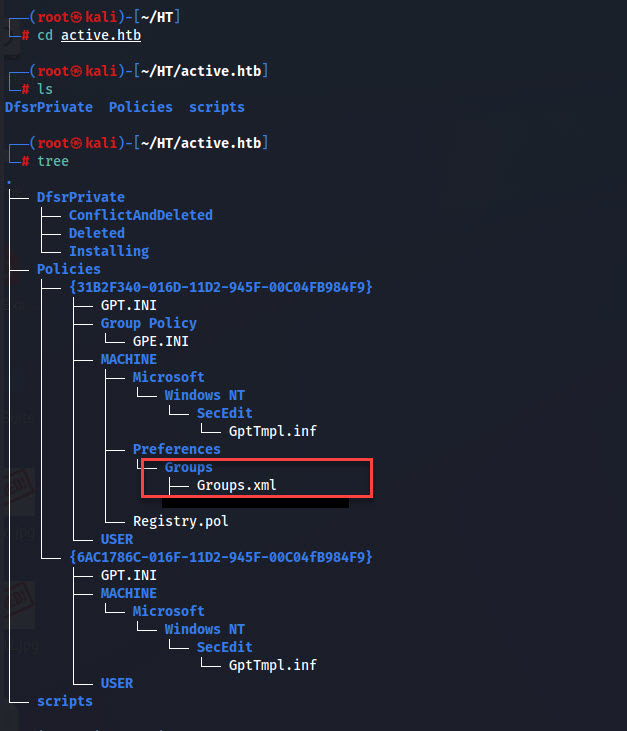 (root㉿kali)-[~/HT]
# cd active.htb
(root㉿kali)-[~/HT/active.htb]
# ls
DfsrPrivate  Policies  scripts
(root㉿kali)-[~/HT/active.htb]
# tree
.
├── DfsrPrivate
│   ├── ConflictAndDeleted
│   ├── Deleted
│   └── Installing
├── Policies
│   ├── {31B2F340-016D-11D2-945F-00C04FB984F9}
│   │   ├── GPT.INI
│   │   ├── Group Policy
│   │   │   └── GPE.INI
│   │   ├── MACHINE
│   │   │   ├── Microsoft
│   │   │   │   └── Windows NT
│   │   │   │       └── SecEdit
│   │   │   │           └── GptTmpl.inf
│   │   │   ├── Preferences
│   │   │   │   └── Groups
│   │   │   │       ├── Groups.xml
│   │   │   └── Registry.pol
│   │   └── USER
│   └── {6AC1786C-016F-11D2-945F-00C04fB984F9}
│       ├── GPT.INI
│       ├── MACHINE
│       │   └── Microsoft
│       │       └── Windows NT
│       │           └── SecEdit
│       │               └── GptTmpl.inf
│       └── USER
└── scripts